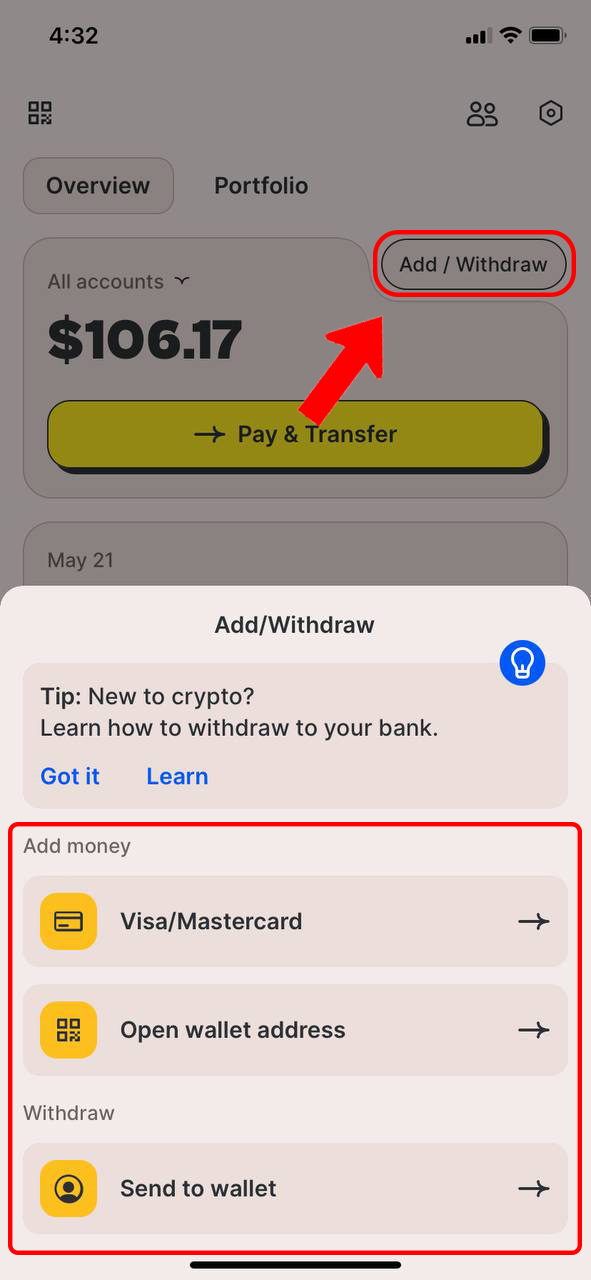 4:32
Overview
Portfolio
Add / Withdraw
All accounts
$106.17
Pay & Transfer
May 21
Add/Withdraw
Tip: New to crypto?
Learn how to withdraw to your bank.
Got it
Learn
Add money
Visa/Mastercard
Open wallet address
Withdraw
Send to wallet